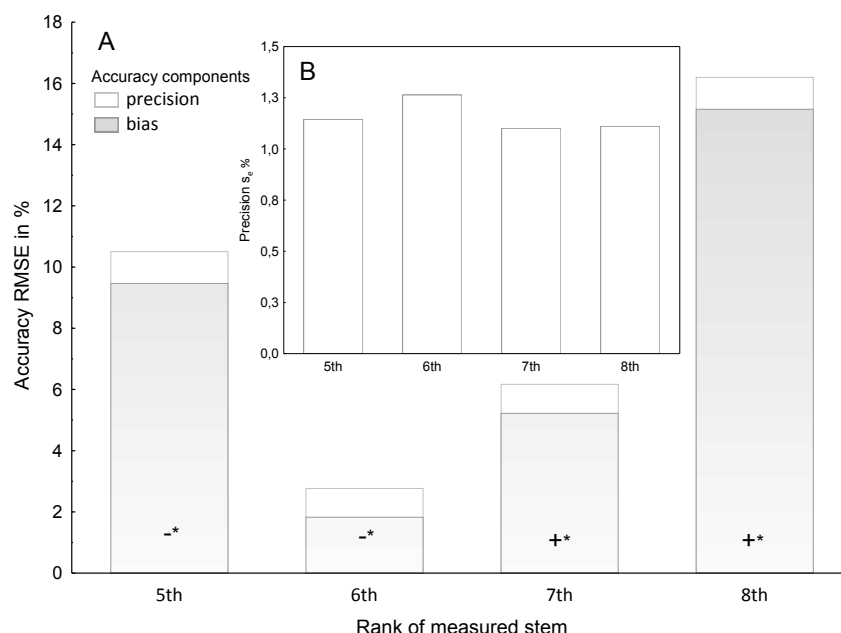 18
16
14
12
10
8
6
4
2
0
Accuracy RMSE in %
A
Accuracy components
precision
bias
-*
-*
+*
+*
5th
6th
7th
8th
Rank of measured stem
B
1,5
1,3
1,0
0,8
0,5
0,3
0,0
Precision sₑ %
5th
6th
7th
8th